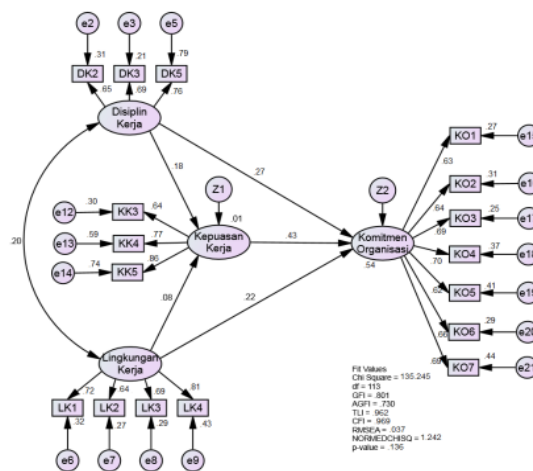 e2
e3
e5
.31
.21
.79
DK2
DK3
DK5
.65
.69
.76
Disiplin
Kerja
.27
KO1
.63
e12
.30
KK3
.64
.18
.27
Z1
.01
Z2
.31
KO2
.64
.20
e13
.59
KK4
.77
Kepuasan
Kerja
.43
Komitmen
Organisasi
.54
.25
KO3
.69
e14
.74
KK5
.86
.37
KO4
.70
.08
.22
.41
KO5
.62
Lingkungan
Kerja
.29
KO6
.66
.44
KO7
.69
.72
.64
.69
.81
LK1
LK2
LK3
LK4
.32
.27
.29
.43
e6
e7
e8
e9
Fit Values
Chi Square = 135.245
df = 113
GFI = .801
AGFI = .730
TLI = .962
CFI = .969
RMSEA = .037
NORMEDCHISQ = 1.242
p-value = .136